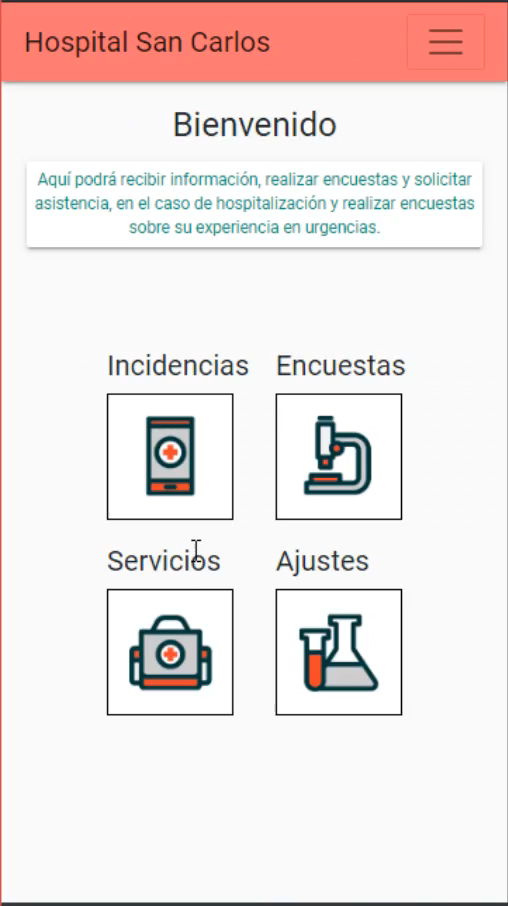 Hospital San Carlos
Bienvenido
Aquí podrá recibir información, realizar encuestas y solicitar
asistencia, en el caso de hospitalización y realizar encuestas
sobre su experiencia en urgencias.
Incidencias Encuestas
Servicios Ajustes